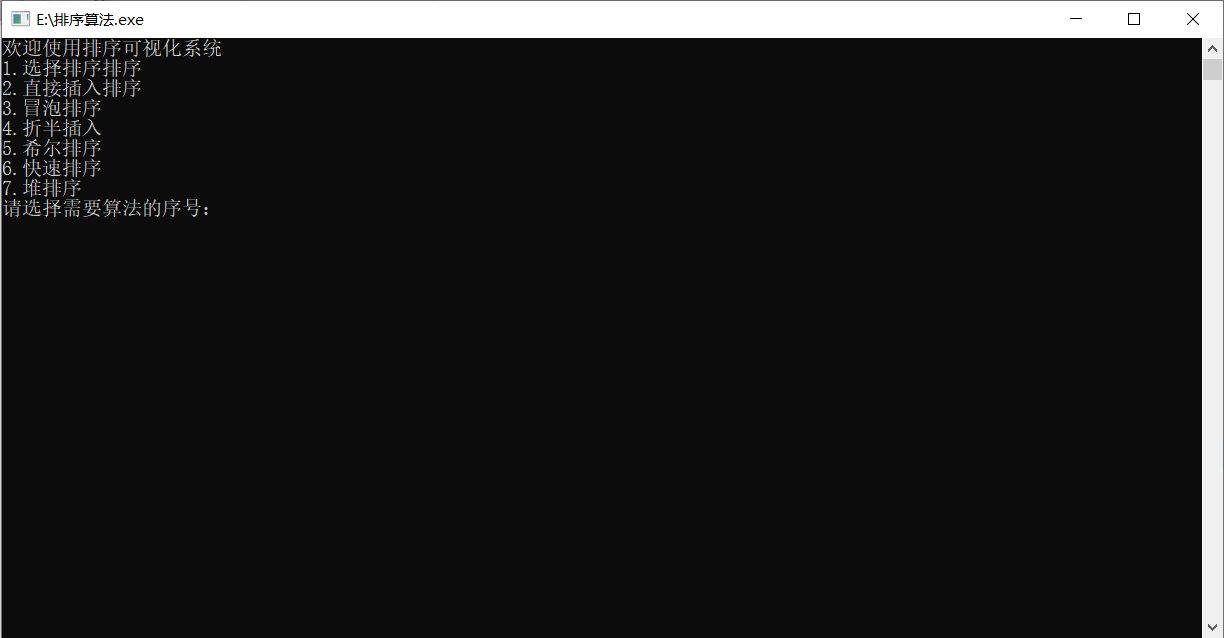 E:\排序算法.exe
欢迎使用排序可视化系统
1.选择排序排序
2.直接插入排序
3.冒泡排序
4.折半插入
5.希尔排序
6.快速排序
7.堆排序
请选择需要算法的序号：